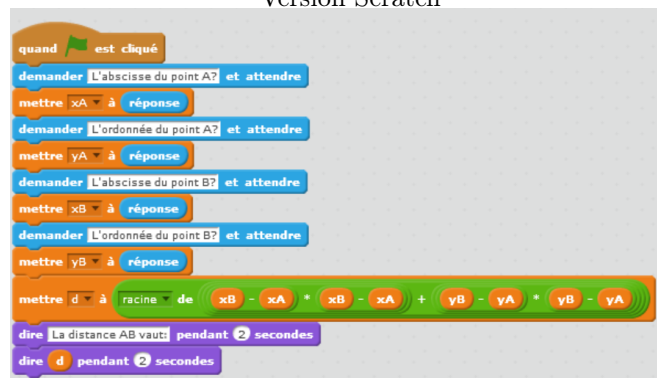 Version Scratch
quand est cliqué
demander L'abscisse du point A? et attendre
mettre xA à réponse
demander L'ordonnée du point A? et attendre
mettre yA à réponse
demander L'abscisse du point B? et attendre
mettre xB à réponse
demander L'ordonnée du point B? et attendre
mettre yB à réponse
mettre d à racine de xB - xA * xB - xA + yB - yA * yB - yA
dire La distance AB vaut: pendant 2 secondes
dire d pendant 2 secondes